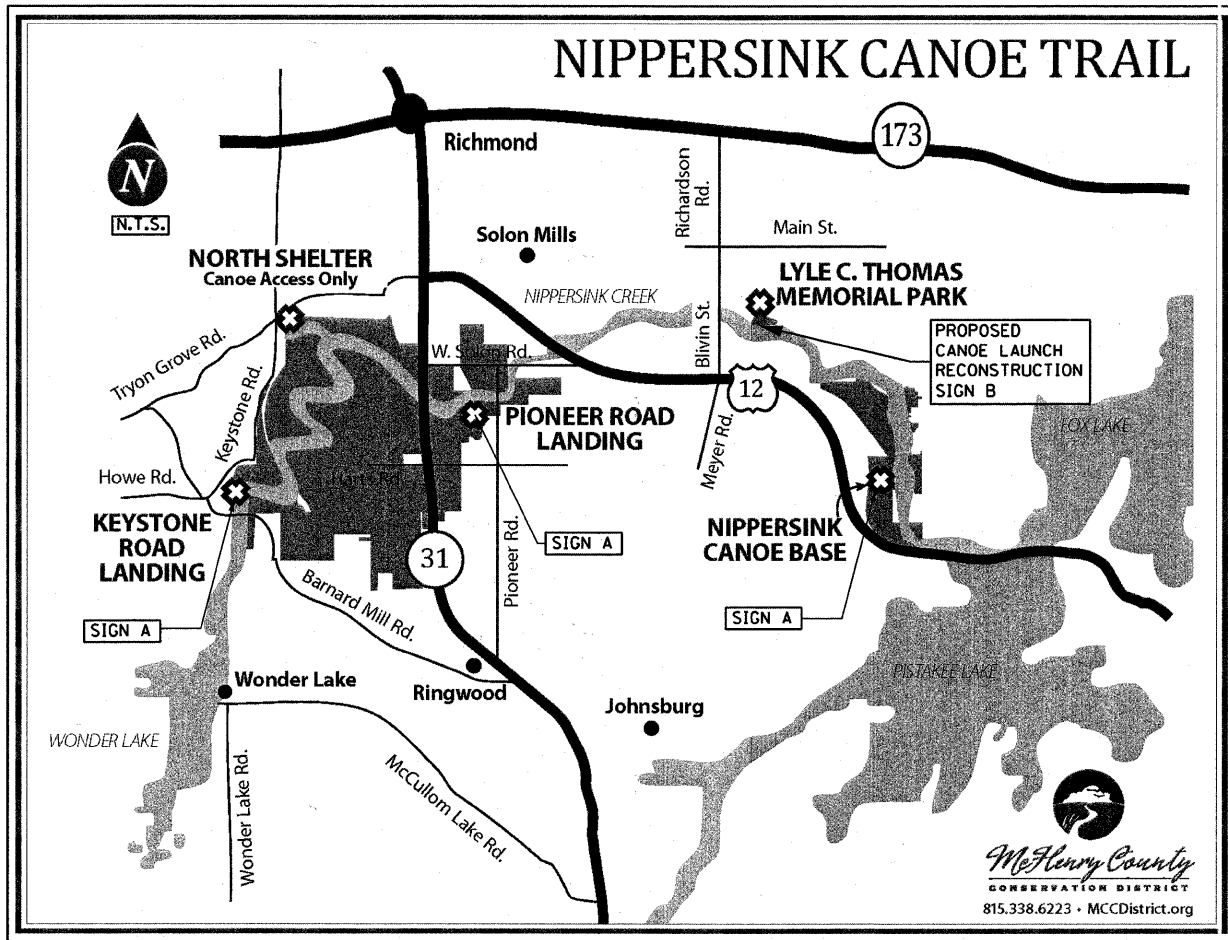 NIPPERSINK CANOE TRAIL
173
Richmond
N
N.T.S.
Richardson
Rd.
Main St.
Solon Mills
NORTH SHELTER
Canoe Access Only
NIPPERSINK CREEK
LYLE C. THOMAS
MEMORIAL PARK
PROPOSED
CANOE LAUNCH
RECONSTRUCTION
SIGN B
Blivin St.
W. Solon Rd.
Tryon Grove Rd.
Keystone Rd.
12
PIONEER ROAD
LANDING
FOX LAKE
Meyer Rd.
Howe Rd.
Harts Rd.
KEYSTONE
ROAD
LANDING
NIPPERSINK
CANOE BASE
SIGN A
31
Pioneer Rd.
Barnard Mill Rd.
SIGN A
SIGN A
Wonder Lake
Ringwood
PISTAKEE LAKE
Johnsburg
WONDER LAKE
Wonder Lake Rd.
McCullom Lake Rd.
McHenry County
CONSERVATION DISTRICT
815.338.6223 • MCCDistrict.org